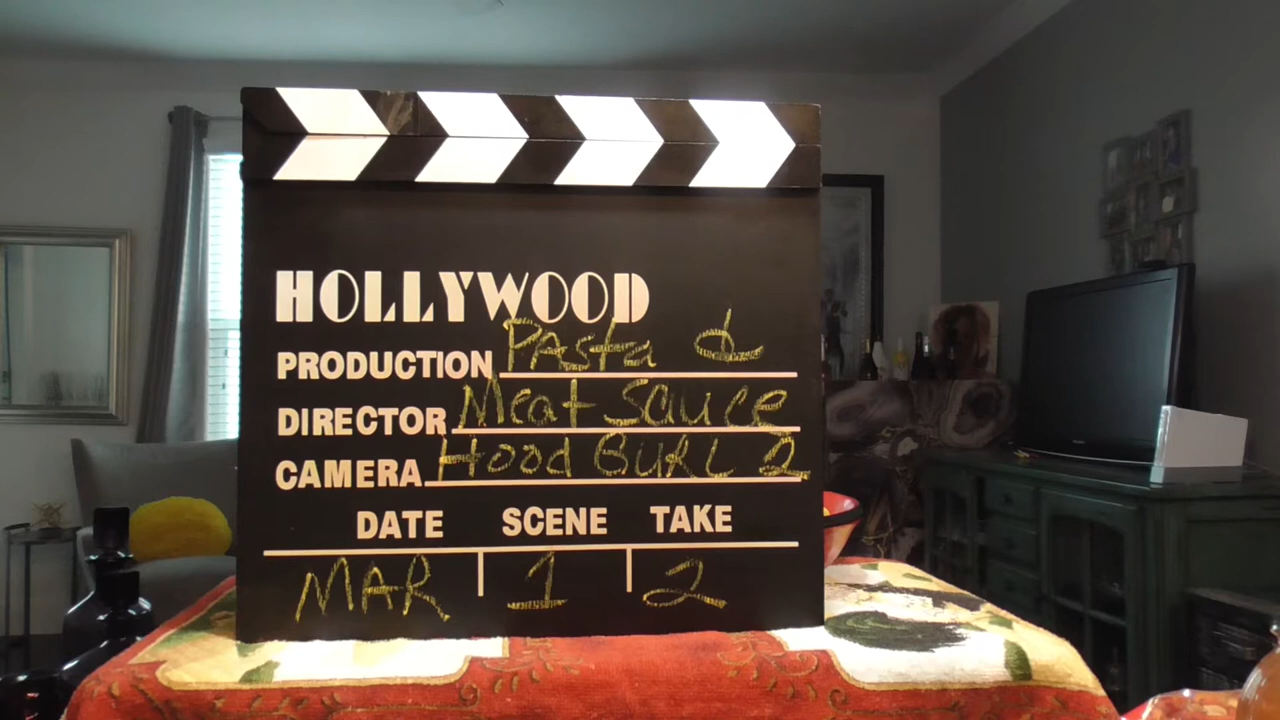 HOLLYWOOD
PRODUCTION Pasta &
DIRECTOR Meat Sauce
CAMERA Hood GURL 2
DATE SCENE TAKE
MAR 1 2